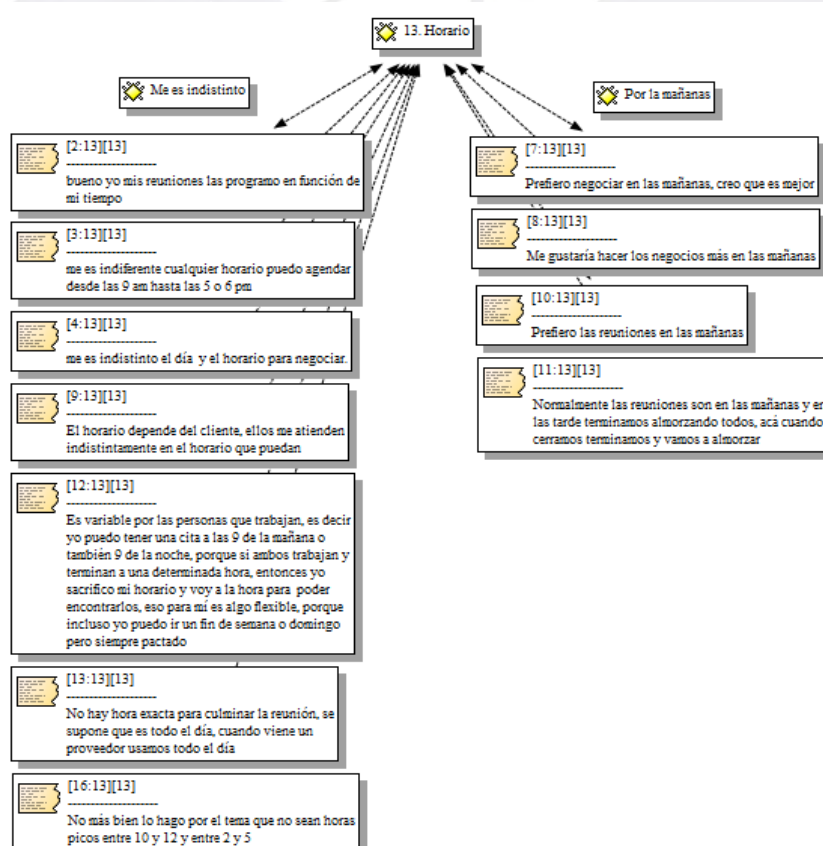 13. Horario
Me es indistinto
[2:13][13]
--------------------
bueno yo mis reuniones las programo en función de
mi tiempo
[3:13][13]
--------------------
me es indiferente cualquier horario puedo agendar
desde las 9 am hasta las 5 o 6 pm
[4:13][13]
--------------------
me es indistinto el día y el horario para negociar.
[9:13][13]
--------------------
El horario depende del cliente, ellos me atienden
indistintamente en el horario que puedan
[12:13][13]
--------------------
Es variable por las personas que trabajan, es decir
yo puedo tener una cita a las 9 de la mañana o
también 9 de la noche, porque si ambos trabajan y
terminan a una determinada hora, entonces yo
sacrifico mi horario y voy a la hora para poder
encontrarlos, eso para mí es algo flexible, porque
incluso yo puedo ir un fin de semana o domingo
pero siempre pactado
[13:13][13]
--------------------
No hay hora exacta para culminar la reunión, se
supone que es todo el día, cuando viene un
proveedor usamos todo el día
[16:13][13]
--------------------
No más bien lo hago por el tema que no sean horas
picos entre 10 y 12 y entre 2 y 5
Por la mañanas
[7:13][13]
--------------------
Prefiero negociar en las mañanas, creo que es mejor
[8:13][13]
--------------------
Me gustaría hacer los negocios más en las mañanas
[10:13][13]
--------------------
Prefiero las reuniones en las mañanas
[11:13][13]
--------------------
Normalmente las reuniones son en las mañanas y en
las tarde terminamos almorzando todos, acá cuando
cerramos terminamos y vamos a almorzar